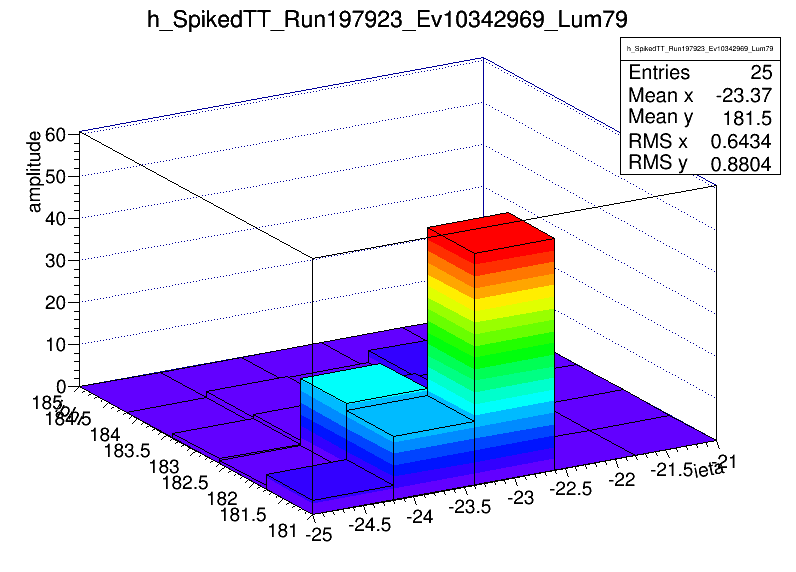 h_SpikedTT_Run197923_Ev10342969_Lum79
h_SpikedTT_Run197923_Ev10342969_Lum79
Entries 25
Mean x -23.37
Mean y 181.5
RMS x 0.6434
RMS y 0.8804
amplitude
60
50
40
30
20
10
0
185
184.5
184
183.5
183
182.5
182
181.5
181
-25
-24.5
-24
-23.5
-23
-22.5
-22
-21.5
-21
ieta